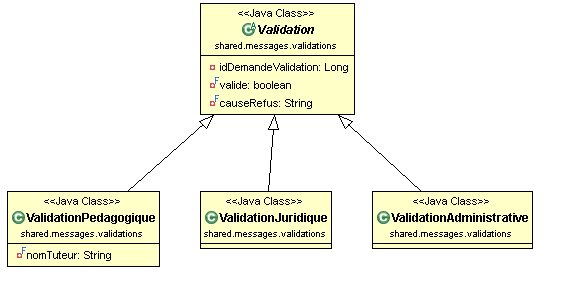 <<Java Class>>
Validation
shared.messages.validations
idDemandeValidation: Long
valide: boolean
causeRefus: String
<<Java Class>>
ValidationPedagogique
shared.messages.validations
nomTuteur: String
<<Java Class>>
ValidationJuridique
shared.messages.validations
<<Java Class>>
ValidationAdministrative
shared.messages.validations